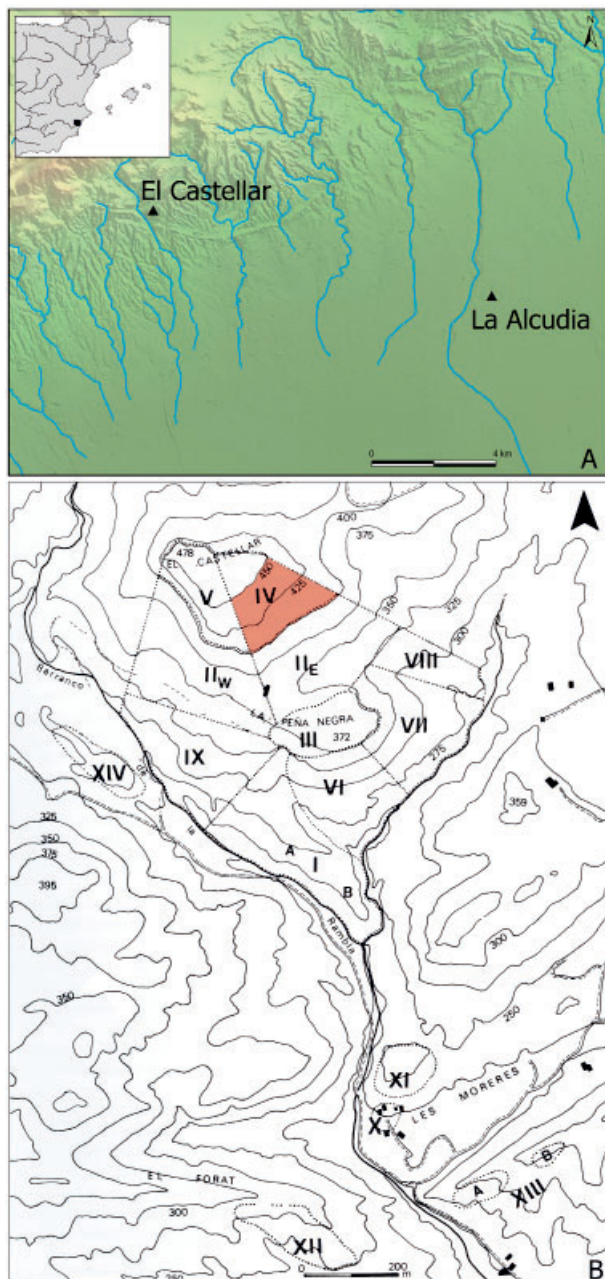 N
El Castellar
La Alcudia
0
4 km
A
400
375
478
EL CASTELLAR
450
IV
425
V
350
325
300
II W
II E
VIII
Barranco
LA PEÑA NEGRA
III
372
VII
IX
XIV
de
VI
275
la
A
I
B
Rambla
359
325
350
375
395
300
350
250
XI
LES MORERES
X
B
A
XIII
EL FORAT
300
XII
0
200 m
250
B